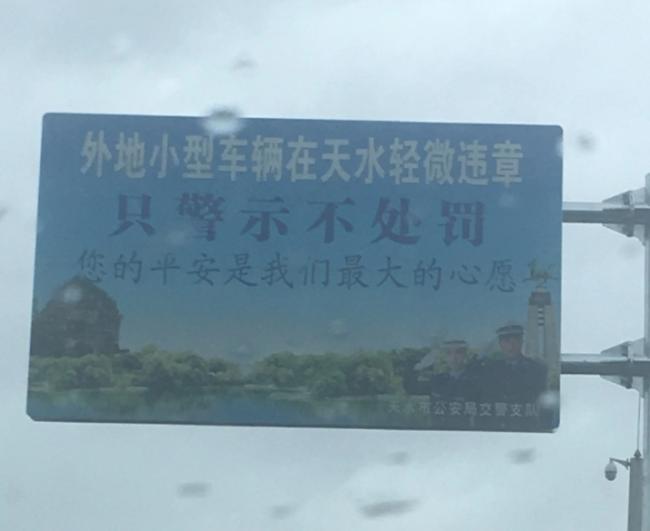 外地小型车辆在天水轻微违章
只警示不处罚
您的平安是我们最大的心愿
天水市公安局交警支队